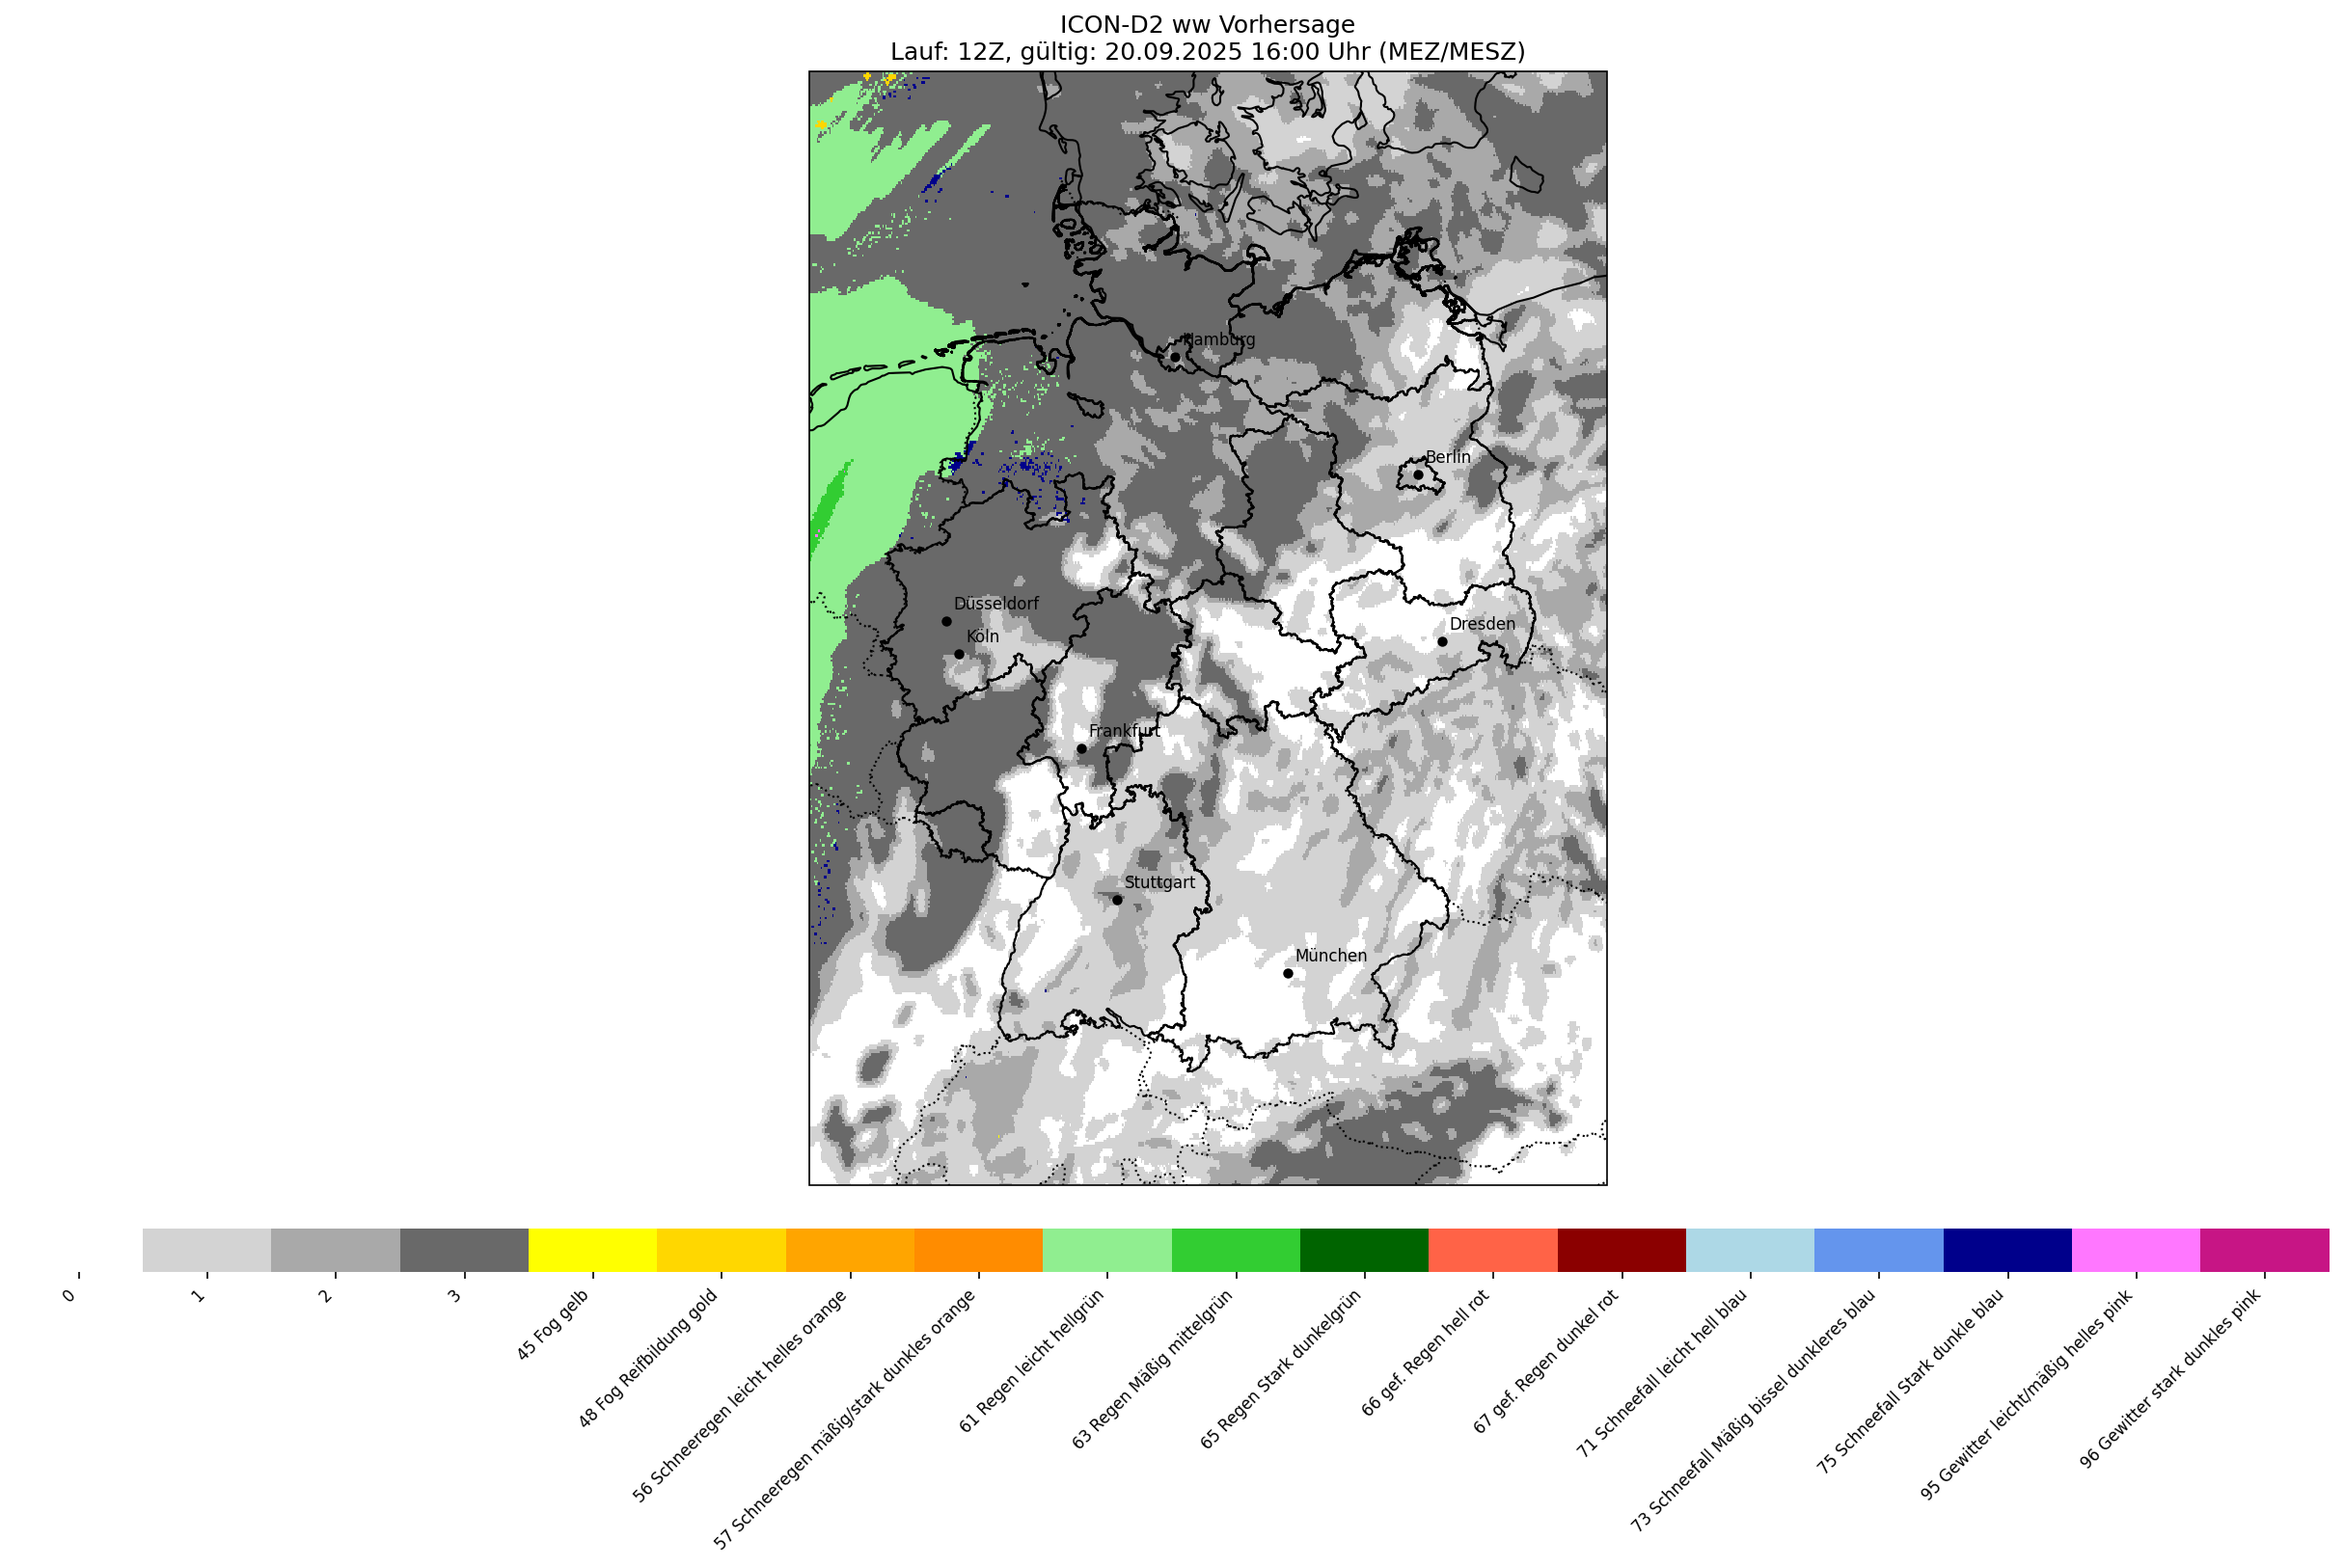 ICON-D2 ww Vorhersage
Lauf: 12Z, gültig: 20.09.2025 16:00 Uhr (MEZ/MESZ)
Hamburg
Berlin
Düsseldorf
Köln
Dresden
Frankfurt
Stuttgart
München
0
1
2
3
45 Fog gelb
48 Fog Reifbildung gold
56 Schneeregen leicht helles orange
57 Schneeregen mäßig/stark dunkles orange
61 Regen leicht hellgrün
63 Regen Mäßig mittelgrün
65 Regen Stark dunkelgrün
66 gef. Regen hell rot
67 gef. Regen dunkel rot
71 Schneefall leicht hell blau
73 Schneefall Mäßig bissel dunkleres blau
75 Schneefall Stark dunkle blau
95 Gewitter leicht/mäßig helles pink
96 Gewitter stark dunkles pink